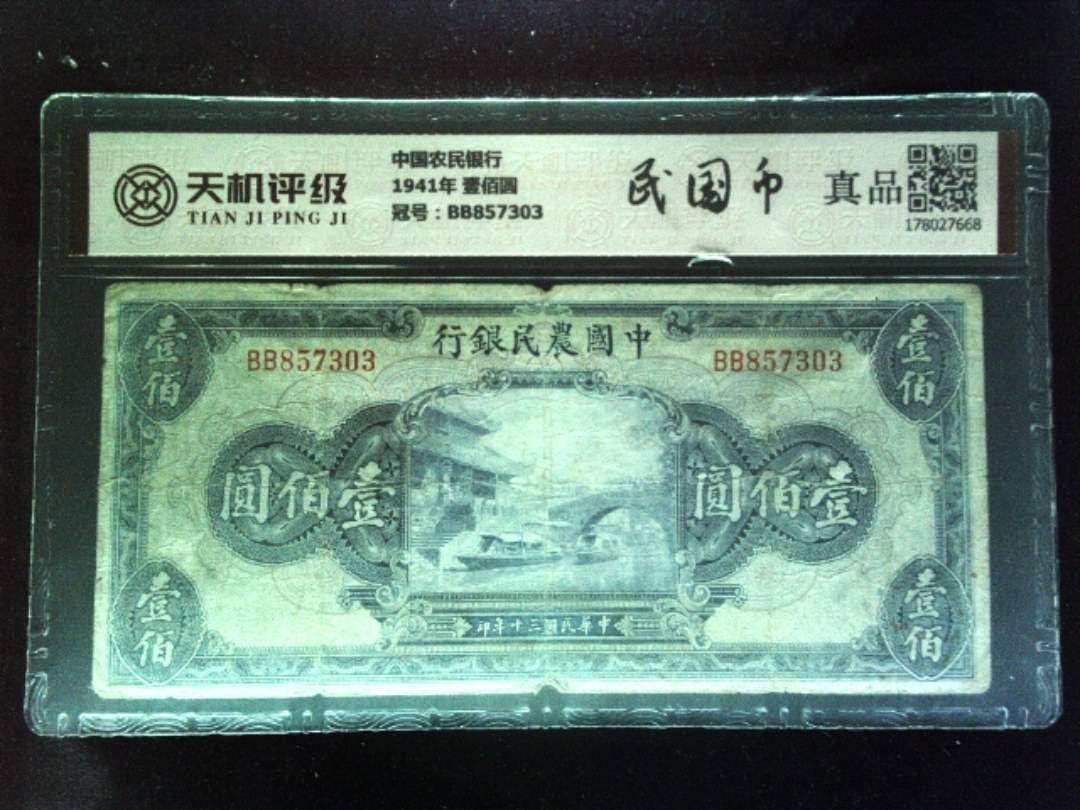 天机评级
TIAN JI PING JI
中国农民银行
1941年 壹佰圆
冠号：BB857303
民国币
真品
178027668
行銀民農國中
BB857303
BB857303
壹佰
壹佰
圓佰壹
圓佰壹
印年十三國民華中
壹佰
壹佰